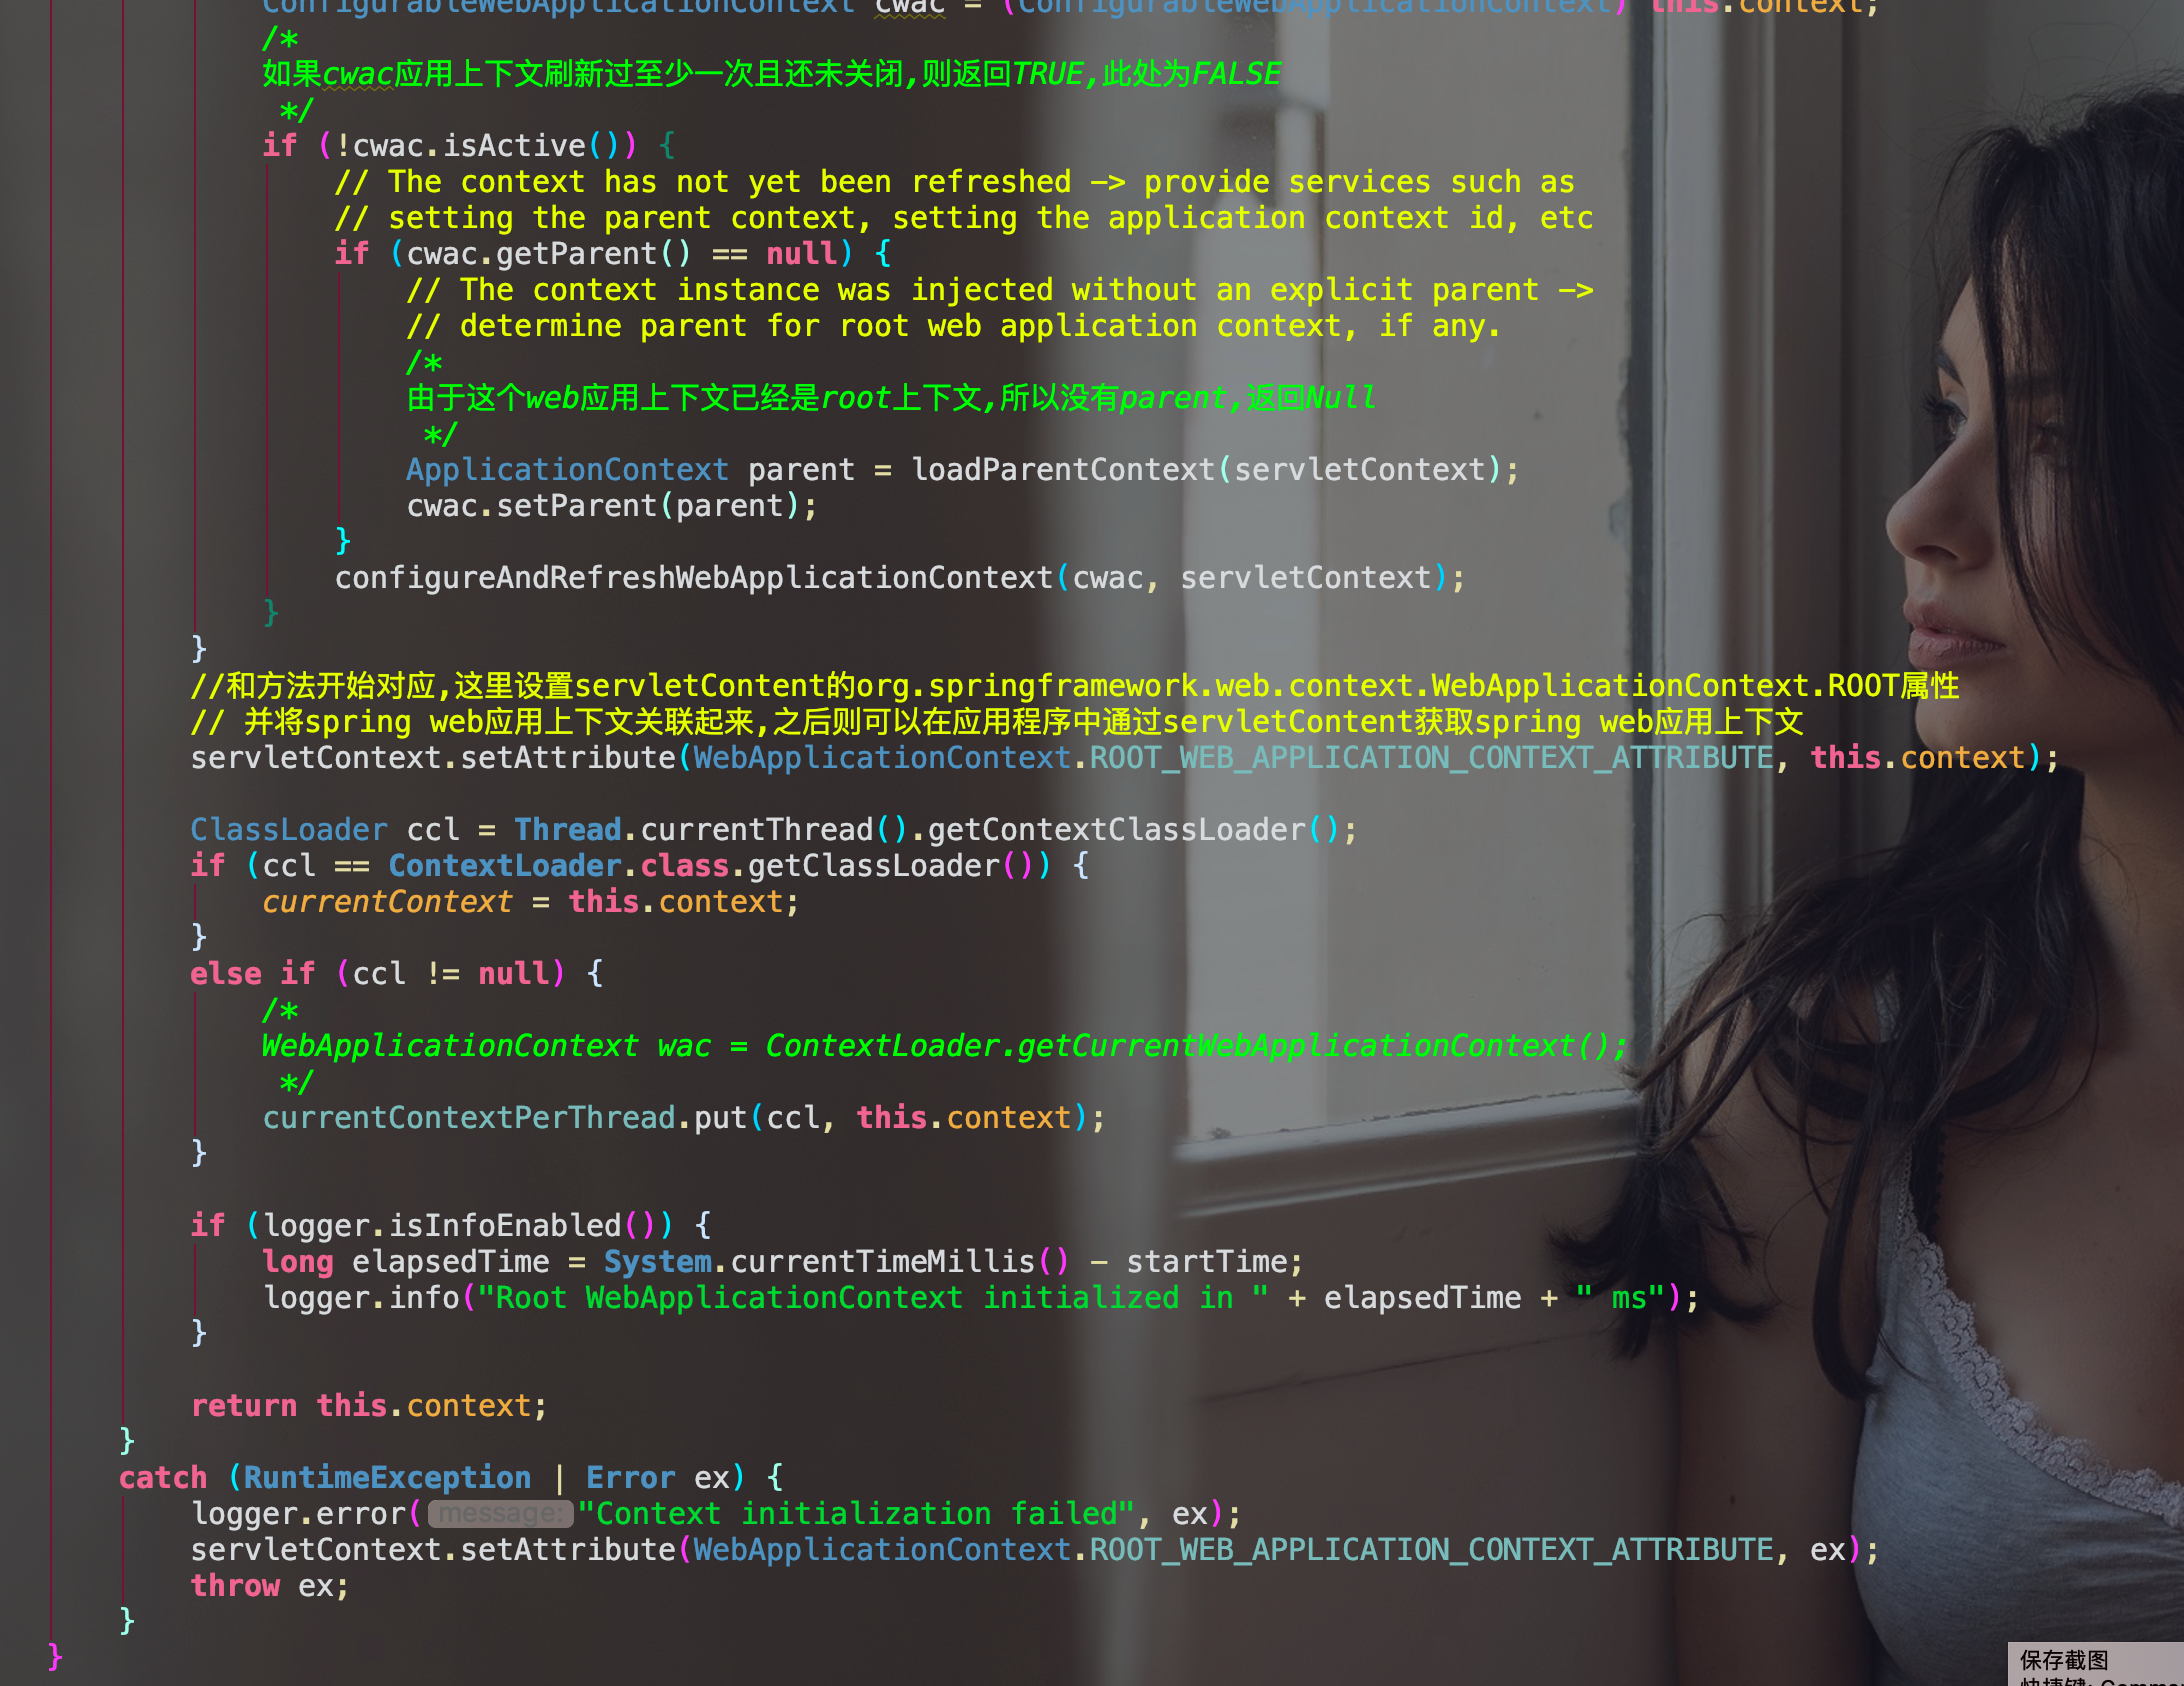 ConfigurableWebApplicationContext cwac = (ConfigurableWebApplicationContext) this.context;
/*
如果cwac应用上下文刷新过至少一次且还未关闭,则返回TRUE,此处为FALSE
*/
if (!cwac.isActive()) {
// The context has not yet been refreshed -> provide services such as
// setting the parent context, setting the application context id, etc
if (cwac.getParent() == null) {
// The context instance was injected without an explicit parent ->
// determine parent for root web application context, if any.
/*
由于这个web应用上下文已经是root上下文,所以没有parent,返回Null
*/
ApplicationContext parent = loadParentContext(servletContext);
cwac.setParent(parent);
}
configureAndRefreshWebApplicationContext(cwac, servletContext);
}
}
//和方法开始对应,这里设置servletContent的org.springframework.web.context.WebApplicationContext.ROOT属性
// 并将spring web应用上下文关联起来,之后则可以在应用程序中通过servletContent获取spring web应用上下文
servletContext.setAttribute(WebApplicationContext.ROOT_WEB_APPLICATION_CONTEXT_ATTRIBUTE, this.context);
ClassLoader ccl = Thread.currentThread().getContextClassLoader();
if (ccl == ContextLoader.class.getClassLoader()) {
currentContext = this.context;
}
else if (ccl != null) {
/*
WebApplicationContext wac = ContextLoader.getCurrentWebApplicationContext();
*/
currentContextPerThread.put(ccl, this.context);
}
if (logger.isInfoEnabled()) {
long elapsedTime = System.currentTimeMillis() - startTime;
logger.info("Root WebApplicationContext initialized in " + elapsedTime + " ms");
}
return this.context;
}
catch (RuntimeException | Error ex) {
logger.error( message: "Context initialization failed", ex);
servletContext.setAttribute(WebApplicationContext.ROOT_WEB_APPLICATION_CONTEXT_ATTRIBUTE, ex);
throw ex;
}
}
保存截图